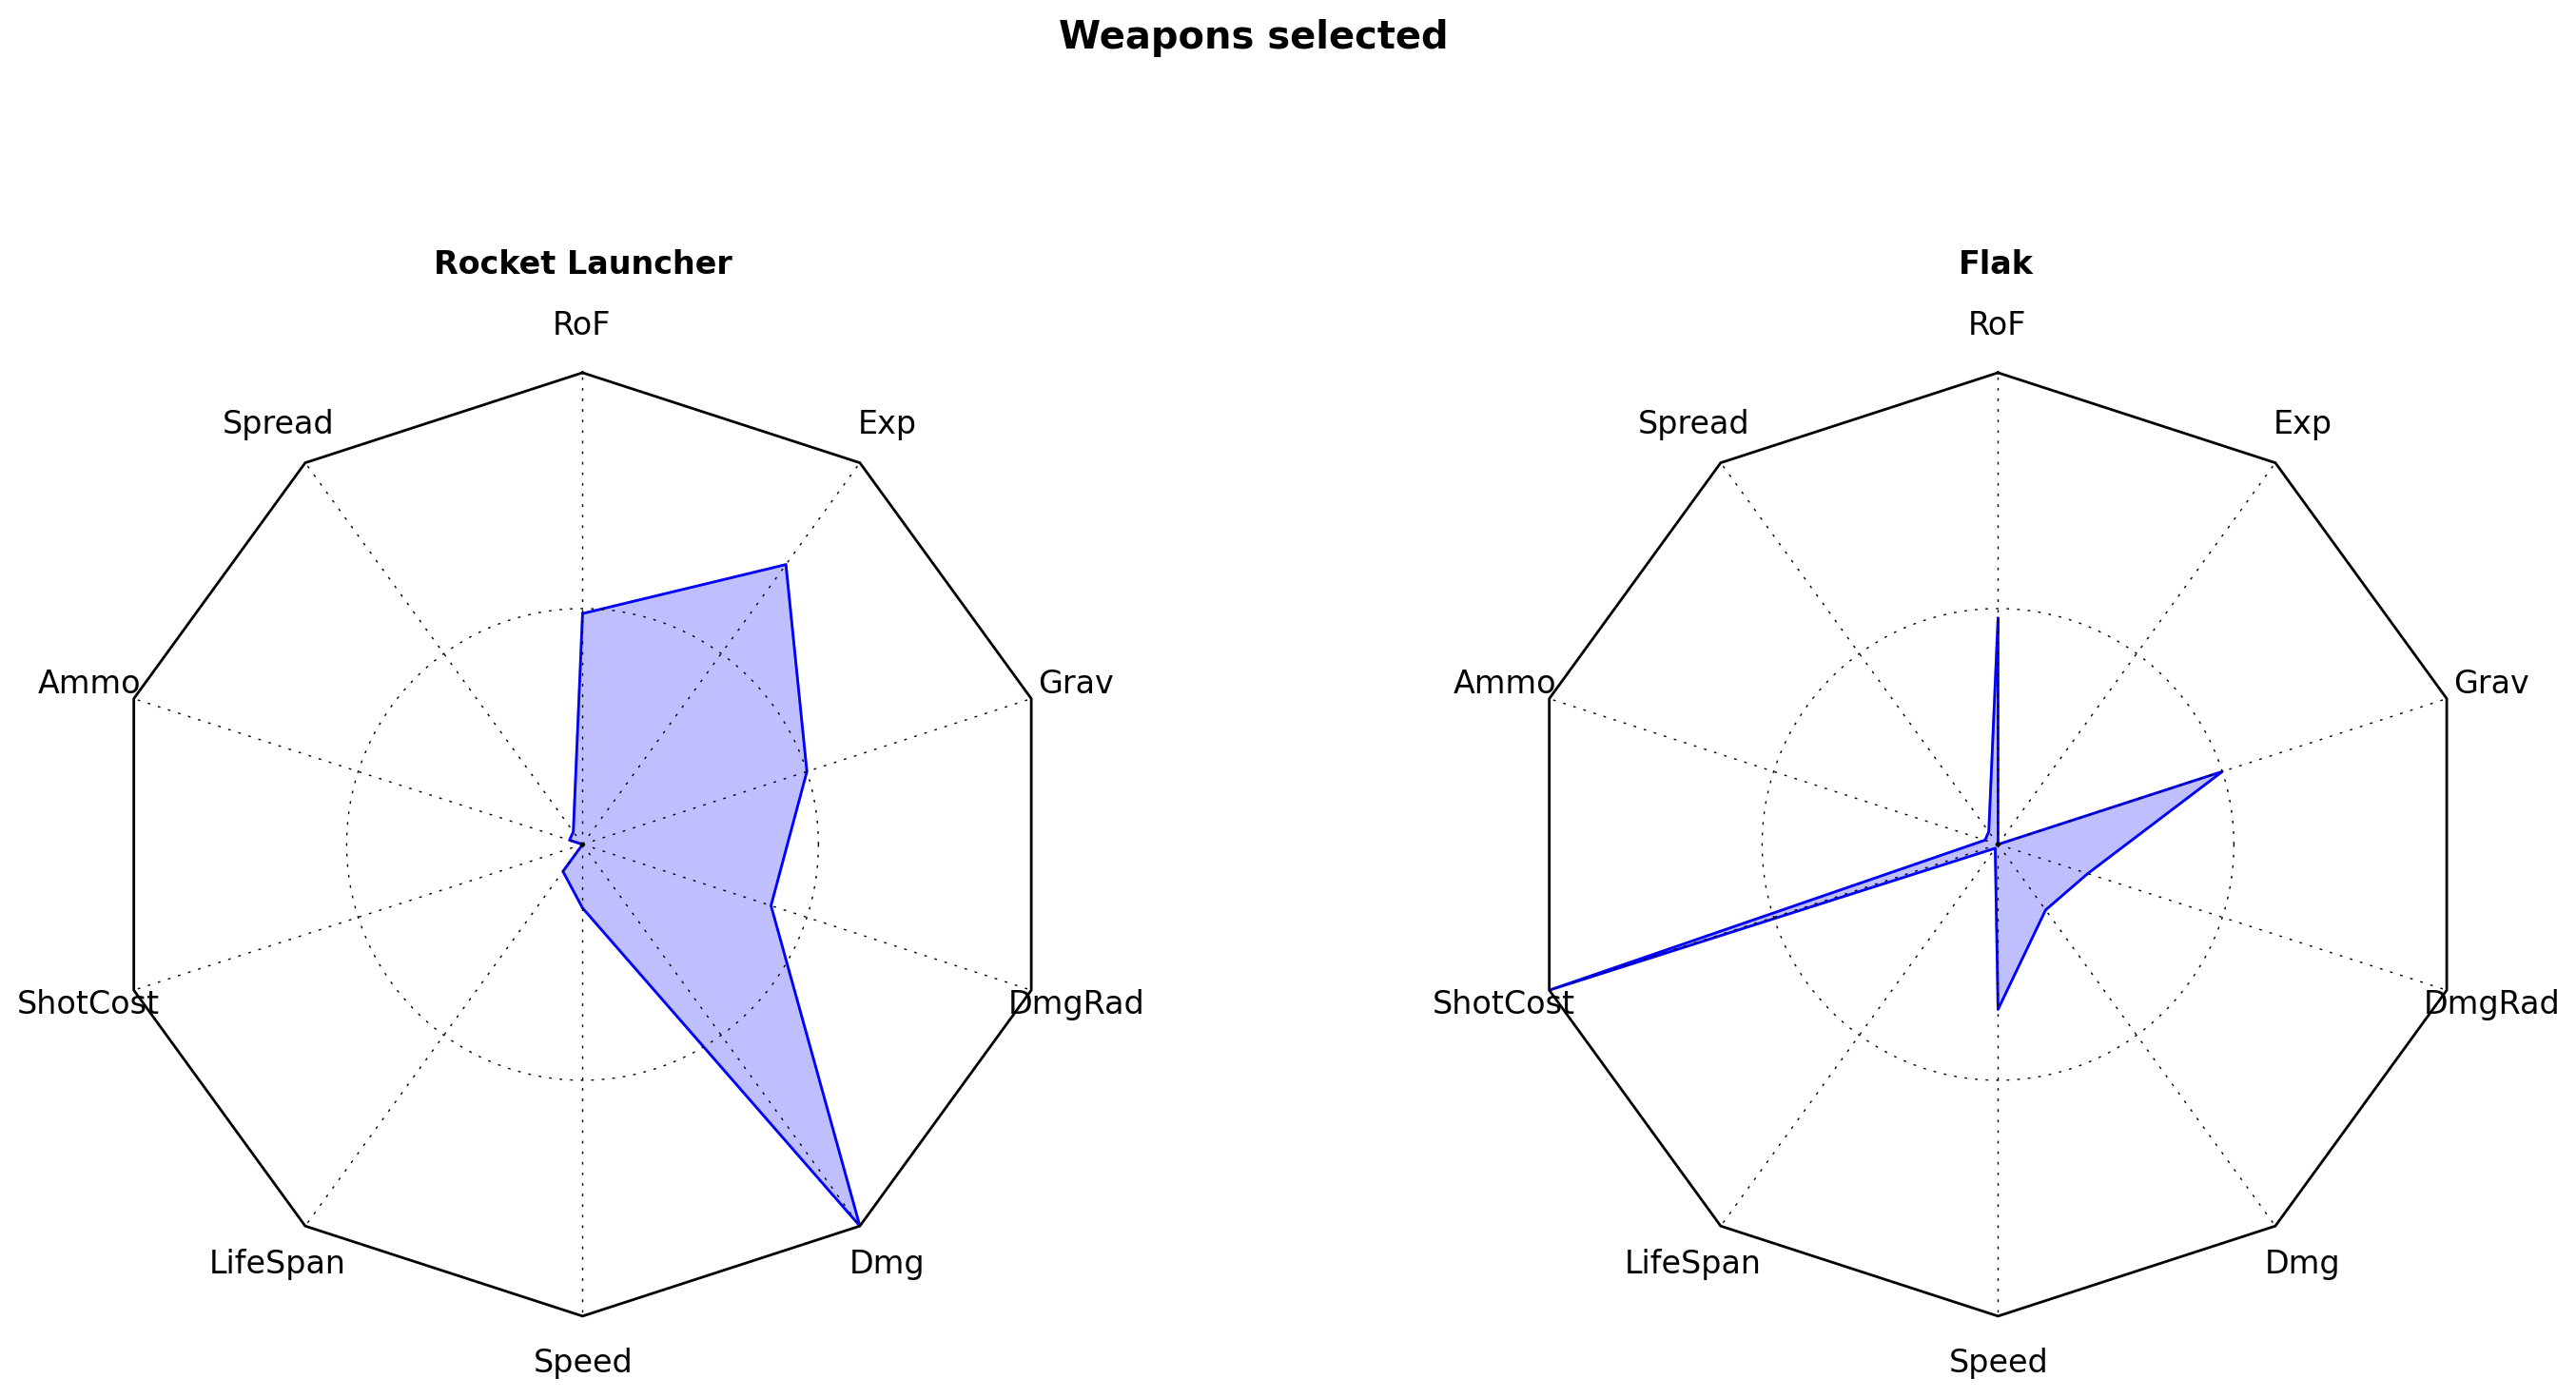 Weapons selected
Rocket Launcher
RoF
Exp
Grav
DmgRad
Dmg
Speed
LifeSpan
ShotCost
Ammo
Spread
Flak
RoF
Exp
Grav
DmgRad
Dmg
Speed
LifeSpan
ShotCost
Ammo
Spread